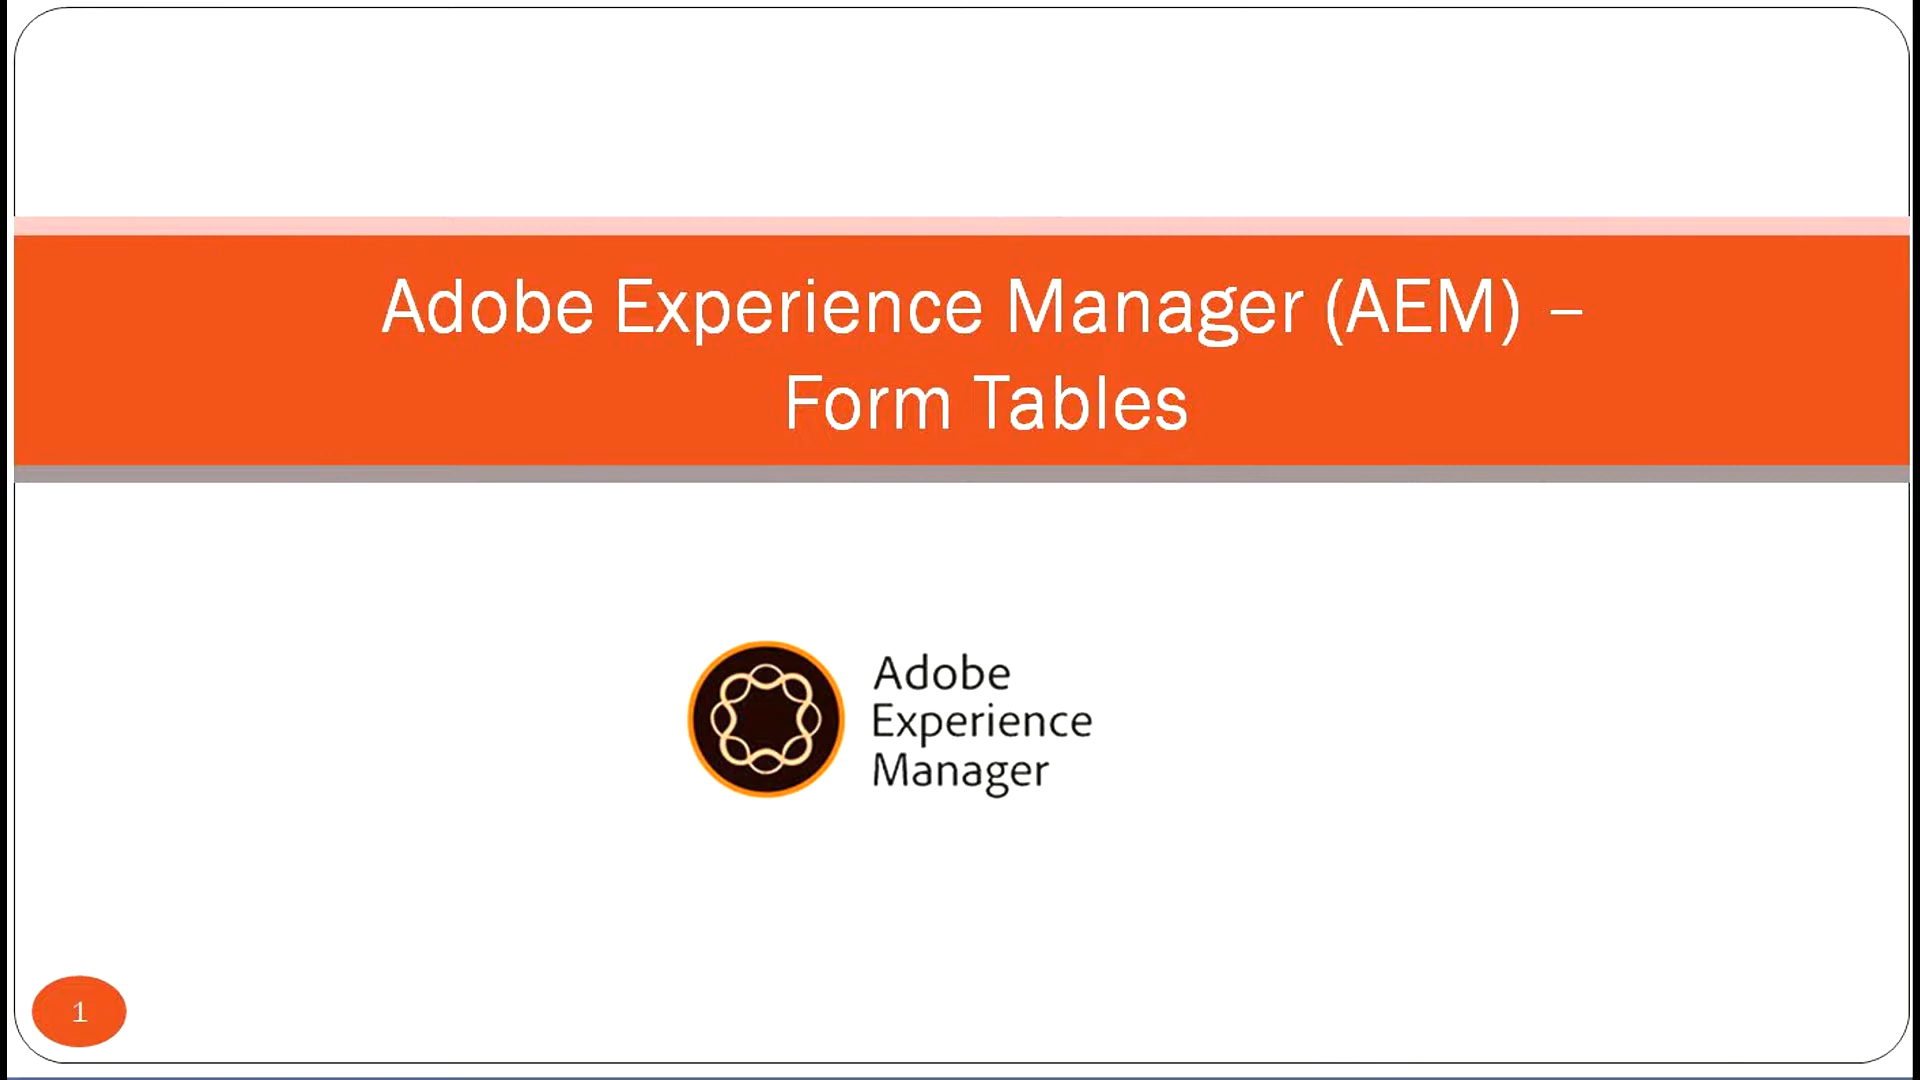 Adobe Experience Manager (AEM) –
Form Tables
Adobe
Experience
Manager
1